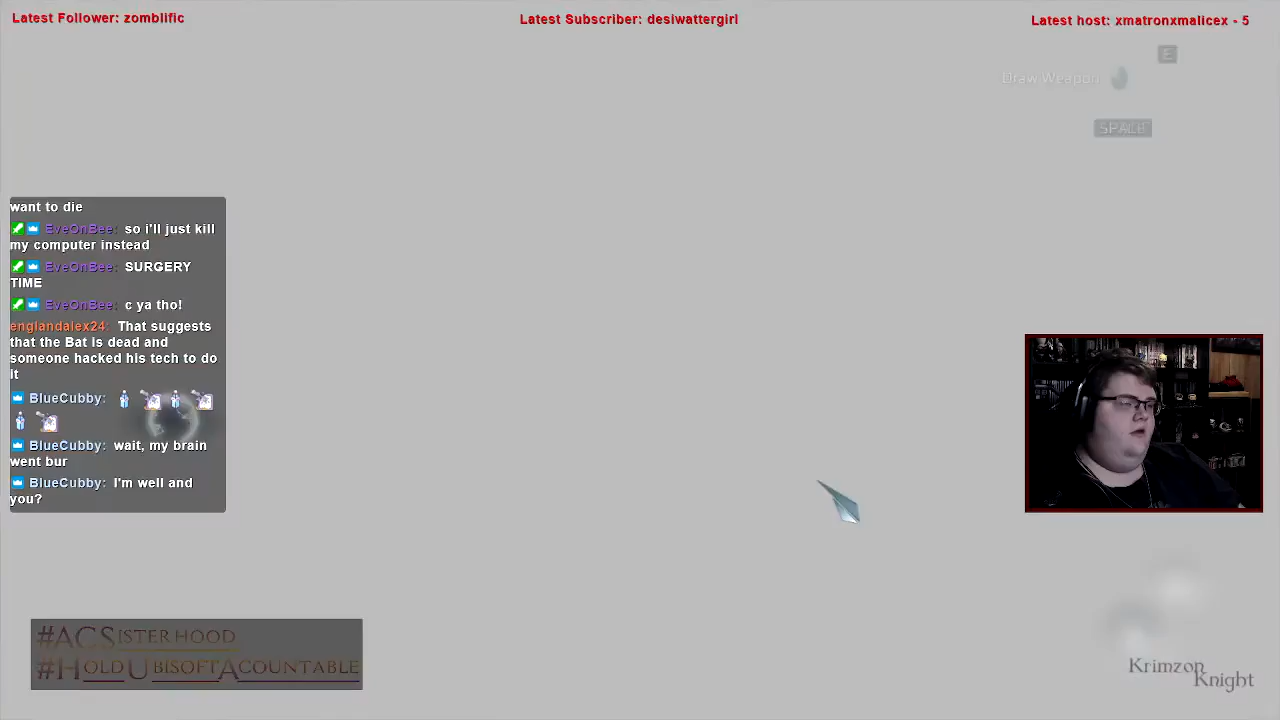 Latest Follower: zomblific
Latest Subscriber: desiwattergirl
Latest host: xmatronxmalicex - 5
E
Draw Weapon
SPACE
want to die
EveOnBee: so i'll just kill
my computer instead
EveOnBee: SURGERY
TIME
EveOnBee: c ya tho!
englandalex24: That suggests
that the Bat is dead and
someone hacked his tech to do
it
BlueCubby:
BlueCubby: wait, my brain
went bur
BlueCubby: I'm well and
you?
#ACSISTERHOOD
#HOLDUBISOFTACOUNTABLE
Krimzon
Knight